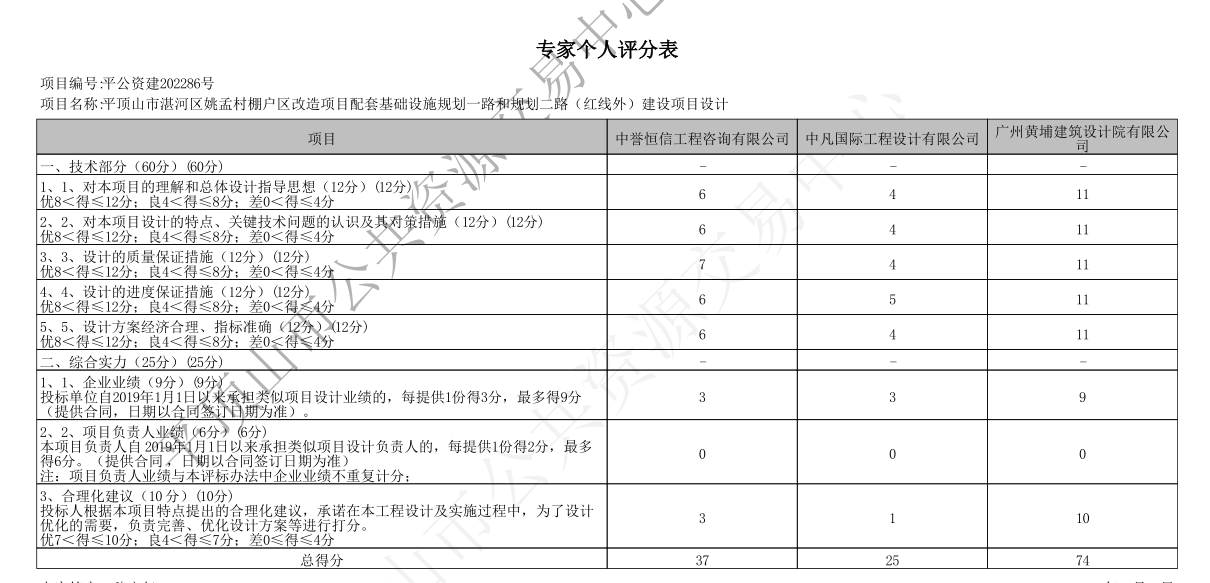 专家个人评分表
项目编号:平公资建202286号
项目名称:平顶山市湛河区姚孟村棚户区改造项目配套基础设施规划一路和规划二路（红线外）建设项目设计
项目 中誉恒信工程咨询有限公司 中凡国际工程设计有限公司 广州黄埔建筑设计院有限公司
一、技术部分（60分）(60分) － － －
1、1、对本项目的理解和总体设计指导思想（12分）(12分)
优8＜得≤12分；良4＜得≤8分；差0＜得≤4分 6 4 11
2、2、对本项目设计的特点、关键技术问题的认识及其对策措施（12分）(12分)
优8＜得≤12分；良4＜得≤8分；差0＜得≤4分 6 4 11
3、3、设计的质量保证措施（12分）(12分)
优8＜得≤12分；良4＜得≤8分；差0＜得≤4分 7 4 11
4、4、设计的进度保证措施（12分）(12分)
优8＜得≤12分；良4＜得≤8分；差0＜得≤4分 6 5 11
5、5、设计方案经济合理、指标准确（12分）(12分)
优8＜得≤12分；良4＜得≤8分；差0＜得≤4分 6 4 11
二、综合实力（25分）(25分) － － －
1、1、企业业绩（9分）(9分)
投标单位自2019年1月1日以来承担类似项目设计业绩的，每提供1份得3分，最多得9分
（提供合同，日期以合同签订日期为准）。 3 3 9
2、2、项目负责人业绩（6分）(6分)
本项目负责人自 2019年1月1日以来承担类似项目设计负责人的，每提供1份得2分，最多
得6分。（提供合同 ，日期以合同签订日期为准）
注：项目负责人业绩与本评标办法中企业业绩不重复计分； 0 0 0
3、合理化建议（10 分）(10分)
投标人根据本项目特点提出的合理化建议，承诺在本工程设计及实施过程中，为了设计
优化的需要，负责完善、优化设计方案等进行打分。
优7＜得≤10分；良4＜得≤7分；差0≤得≤4分 3 1 10
总得分 37 25 74
平顶山市公共资源交易中心
山市公共资源交易中心